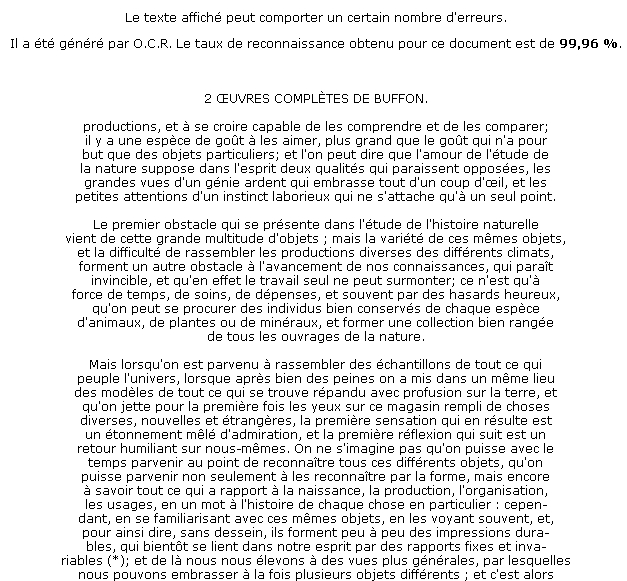 Le texte affiché peut comporter un certain nombre d'erreurs.
Il a été généré par O.C.R. Le taux de reconnaissance obtenu pour ce document est de 99,96 %.
2 ŒUVRES COMPLÈTES DE BUFFON.
productions, et à se croire capable de les comprendre et de les comparer;
il y a une espèce de goût à les aimer, plus grand que le goût qui n'a pour
but que des objets particuliers; et l'on peut dire que l'amour de l'étude de
la nature suppose dans l'esprit deux qualités qui paraissent opposées, les
grandes vues d'un génie ardent qui embrasse tout d'un coup d'œil, et les
petites attentions d'un instinct laborieux qui ne s'attache qu'à un seul point.
Le premier obstacle qui se présente dans l'étude de l'histoire naturelle
vient de cette grande multitude d'objets ; mais la variété de ces mêmes objets,
et la difficulté de rassembler les productions diverses des différents climats,
forment un autre obstacle à l'avancement de nos connaissances, qui paraît
invincible, et qu'en effet le travail seul ne peut surmonter; ce n'est qu'à
force de temps, de soins, de dépenses, et souvent par des hasards heureux,
qu'on peut se procurer des individus bien conservés de chaque espèce
d'animaux, de plantes ou de minéraux, et former une collection bien rangée
de tous les ouvrages de la nature.
Mais lorsqu'on est parvenu à rassembler des échantillons de tout ce qui
peuple l'univers, lorsque après bien des peines on a mis dans un même lieu
des modèles de tout ce qui se trouve répandu avec profusion sur la terre, et
qu'on jette pour la première fois les yeux sur ce magasin rempli de choses
diverses, nouvelles et étrangères, la première sensation qui en résulte est
un étonnement mêlé d'admiration, et la première réflexion qui suit est un
retour humiliant sur nous-mêmes. On ne s'imagine pas qu'on puisse avec le
temps parvenir au point de reconnaître tous ces différents objets, qu'on
puisse parvenir non seulement à les reconnaître par la forme, mais encore
à savoir tout ce qui a rapport à la naissance, la production, l'organisation,
les usages, en un mot à l'histoire de chaque chose en particulier : cepen-
dant, en se familiarisant avec ces mêmes objets, en les voyant souvent, et,
pour ainsi dire, sans dessein, ils forment peu à peu des impressions dura-
bles, qui bientôt se lient dans notre esprit par des rapports fixes et inva-
riables (*); et de là nous nous élevons à des vues plus générales, par lesquelles
nous pouvons embrasser à la fois plusieurs objets différents ; et c'est alors